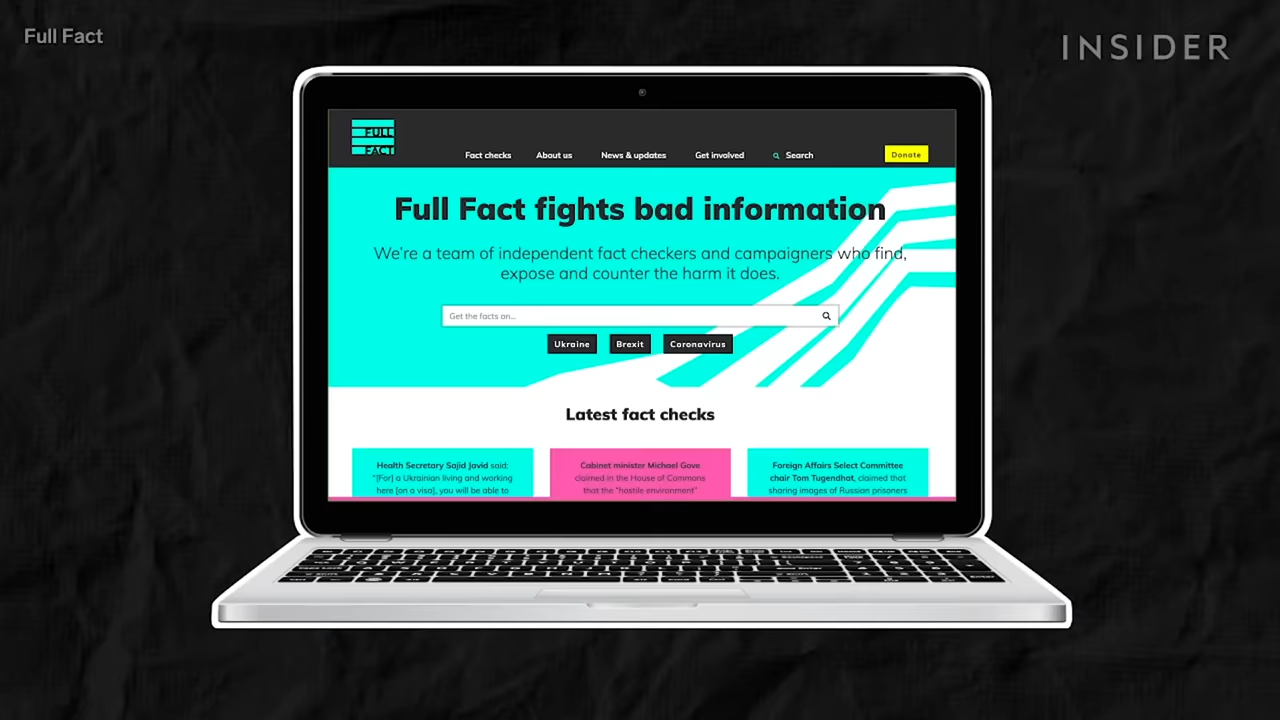 Full Fact
INSIDER
FULL
FACT
Fact checks
About us
News & updates
Get involved
Search
Donate
Full Fact fights bad information
We're a team of independent fact checkers and campaigners who find,
expose and counter the harm it does.
Get the facts on...
Ukraine
Brexit
Coronavirus
Latest fact checks
Health Secretary Sajid Javid said:
"[For] a Ukrainian living and working
here [on a visa], you will be able to
Cabinet minister Michael Gove
claimed in the House of Commons
that the "hostile environment"
Foreign Affairs Select Committee
chair Tom Tugendhat, claimed that
sharing images of Russian prisoners